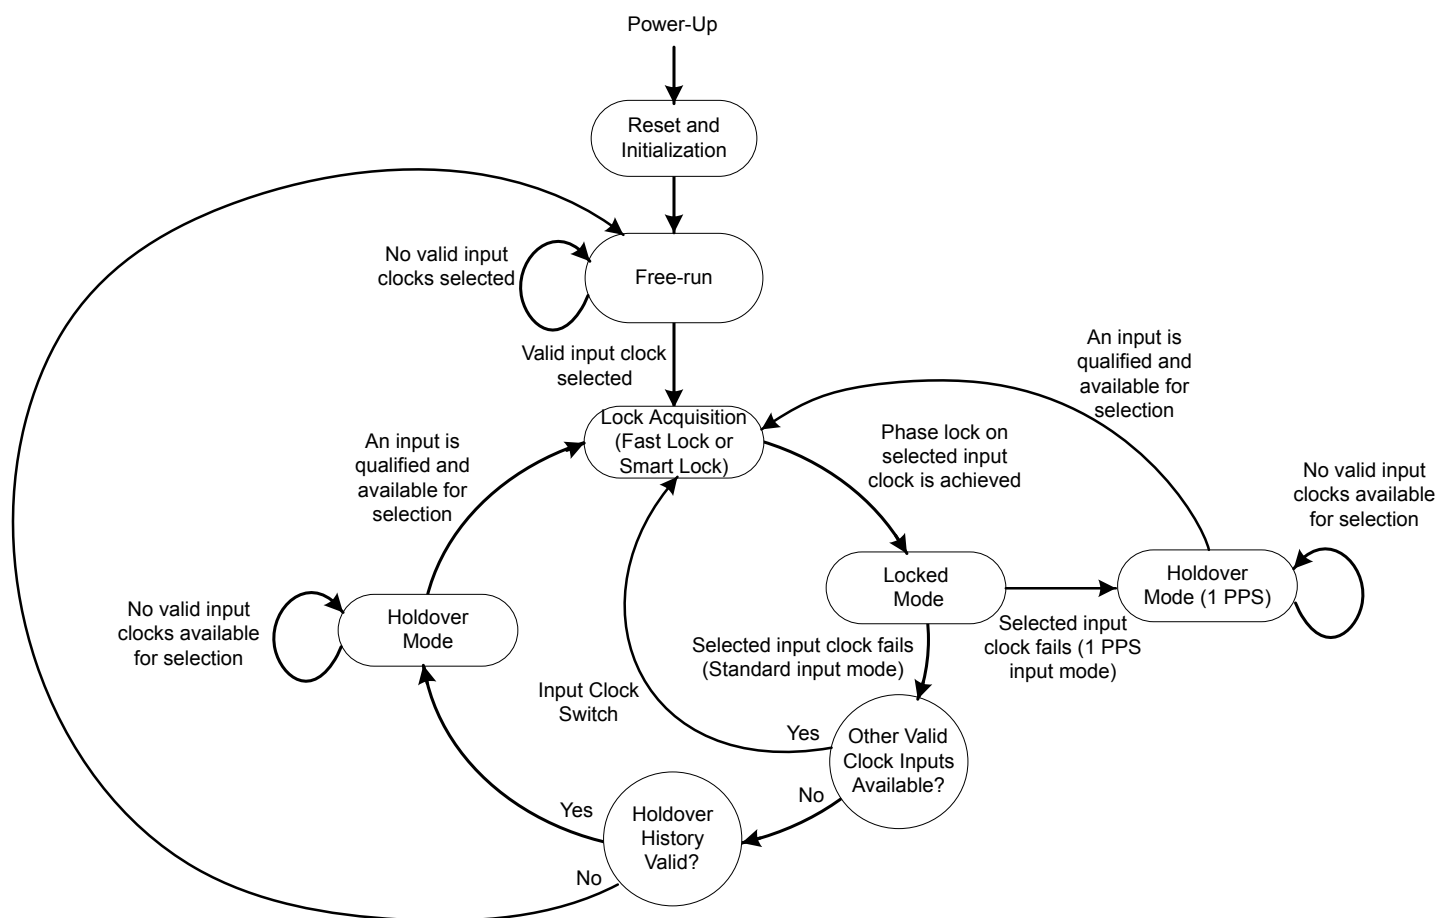 Power-Up
Reset and
Initialization
No valid input
clocks selected
Free-run
Valid input clock
selected
An input is
qualified and
available for
selection
Lock Acquisition
(Fast Lock or
Smart Lock)
An input is
qualified and
available for
selection
Phase lock on
selected input
clock is achieved
No valid input
clocks available
for selection
Locked
Mode
Holdover
Mode (1 PPS)
No valid input
clocks available
for selection
Holdover
Mode
Selected input clock fails
(Standard input mode)
Selected input
clock fails (1 PPS
input mode)
Input Clock
Switch
Yes
Other Valid
Clock Inputs
Available?
No
Yes
Holdover
History
Valid?
No